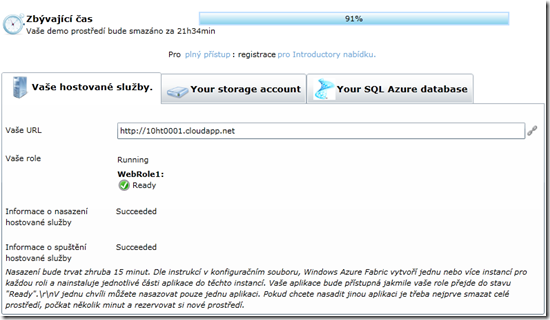 Zbývající čas
91%
Vaše demo prostředí bude smazáno za 21h34min
Pro plný přístup : registrace pro Introductory nabídku.
Vaše hostované služby.
Your storage account
Your SQL Azure database
Vaše URL
http://10ht0001.cloudapp.net
Vaše role
Running
WebRole1:
Ready
Informace o nasazení
hostované služby
Succeeded
Informace o spuštění
hostované služby
Succeeded
Nasazení bude trvat zhruba 15 minut. Dle instrukcí v konfiguračním souboru, Windows Azure Fabric vytvoří jednu nebo více instancí pro
každou roli a nainstaluje jednotlivé části aplikace do těchto instancí. Vaše aplikace bude přístupná jakmile vaše role přejde do stavu
"Ready".\r\nV jednu chvíli můžete nasazovat pouze jednu aplikaci. Pokud chcete nasadit jinou aplikaci je třeba nejprve smazat celé
prostředí, počkat několik minut a rezervovat si nové prostředí.